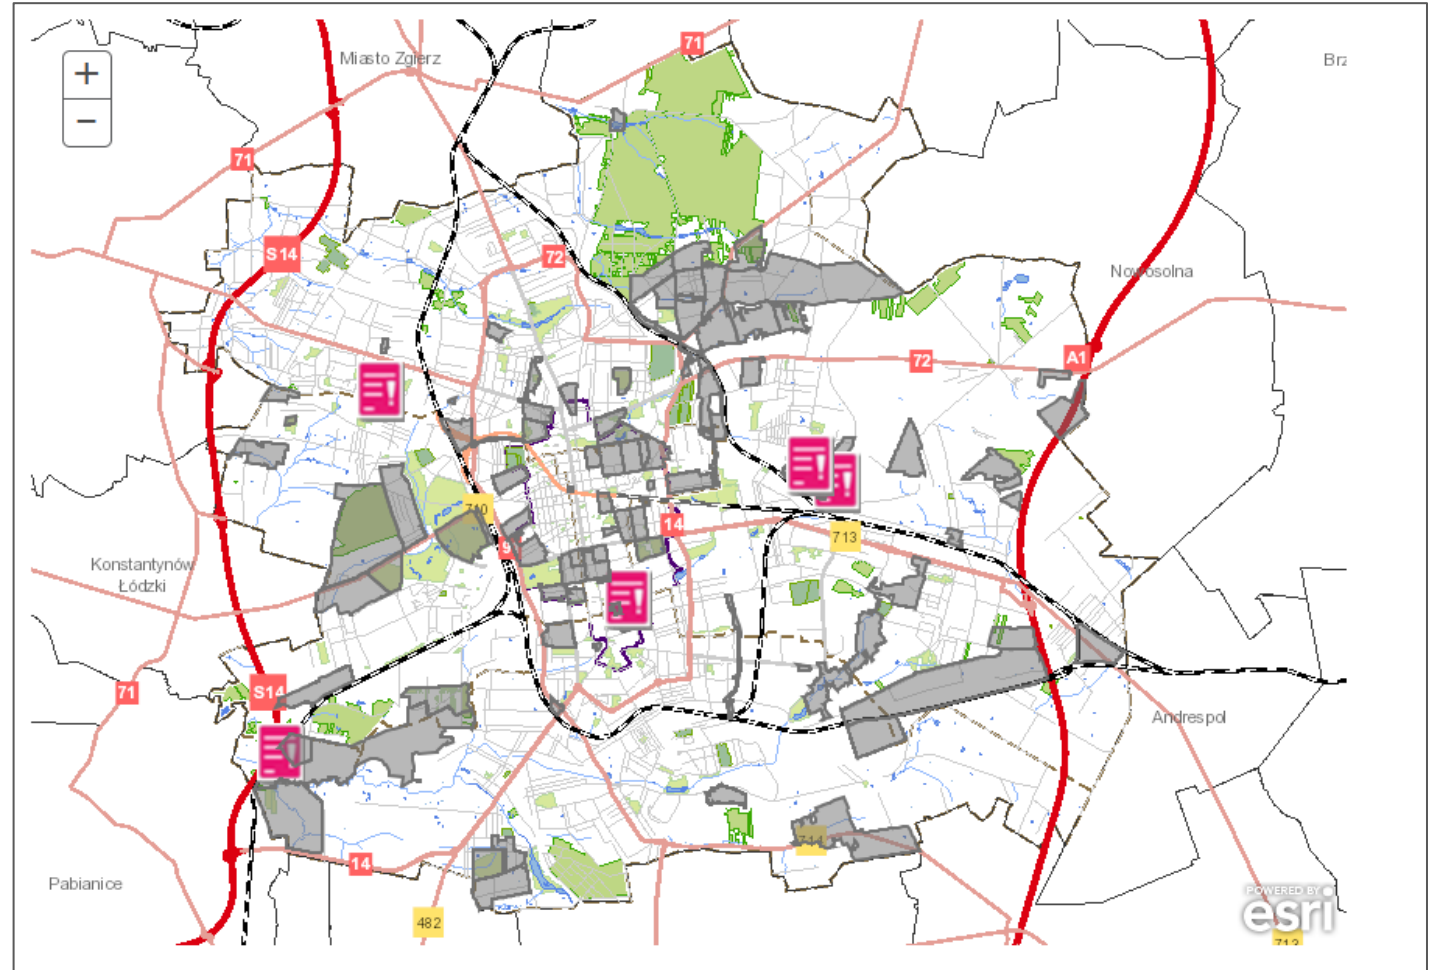 +
−
Miasto Zgierz
71
Brz
71
S14
72
Nowosolna
A1
72
710
14
713
9
Konstantynów
Łódzki
71
S14
Andrespol
714
14
Pabianice
482
POWERED BY
esri
713